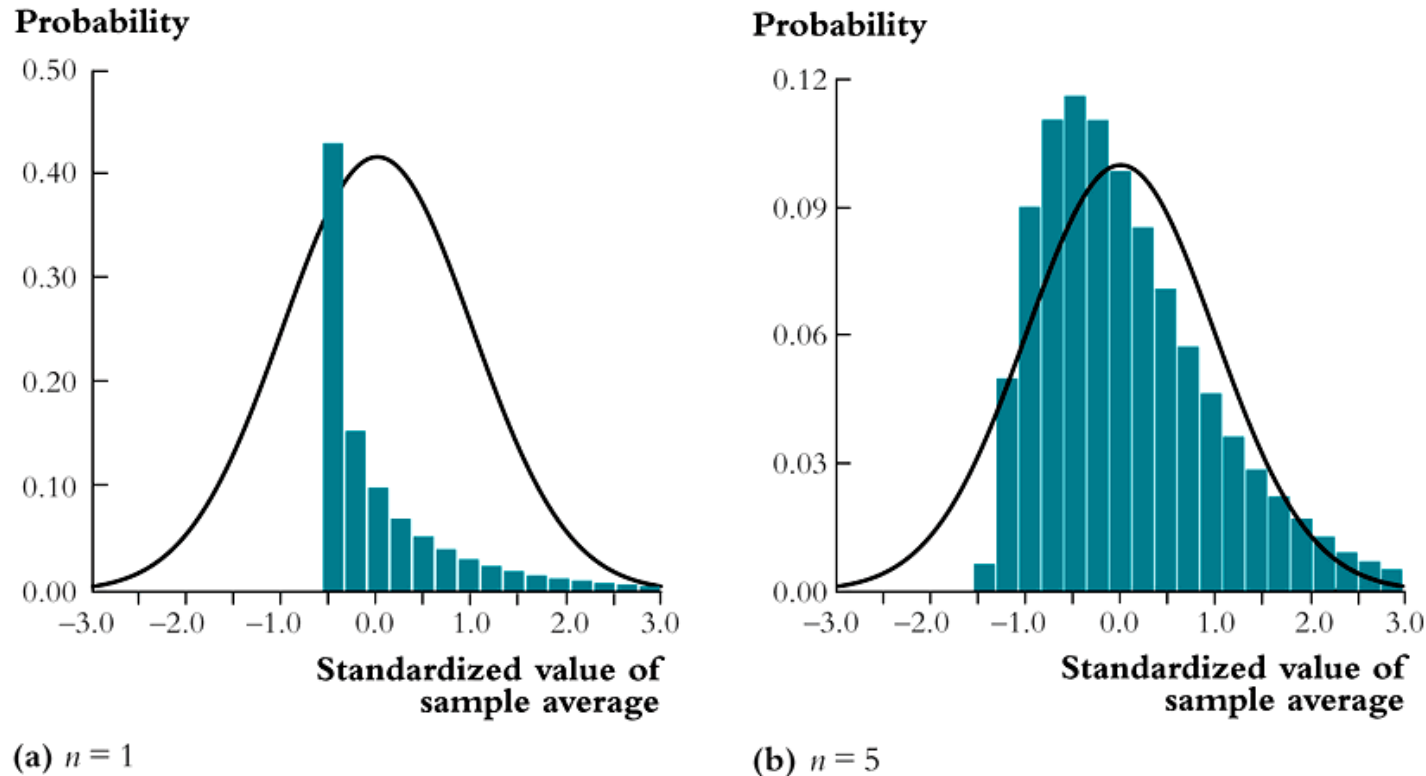 Probability
0.50
0.40
0.30
0.20
0.10
0.00
–3.0 –2.0 –1.0 0.0 1.0 2.0 3.0
Standardized value of
sample average
(a) n = 1
Probability
0.12
0.09
0.06
0.03
0.00
–3.0 –2.0 –1.0 0.0 1.0 2.0 3.0
Standardized value of
sample average
(b) n = 5